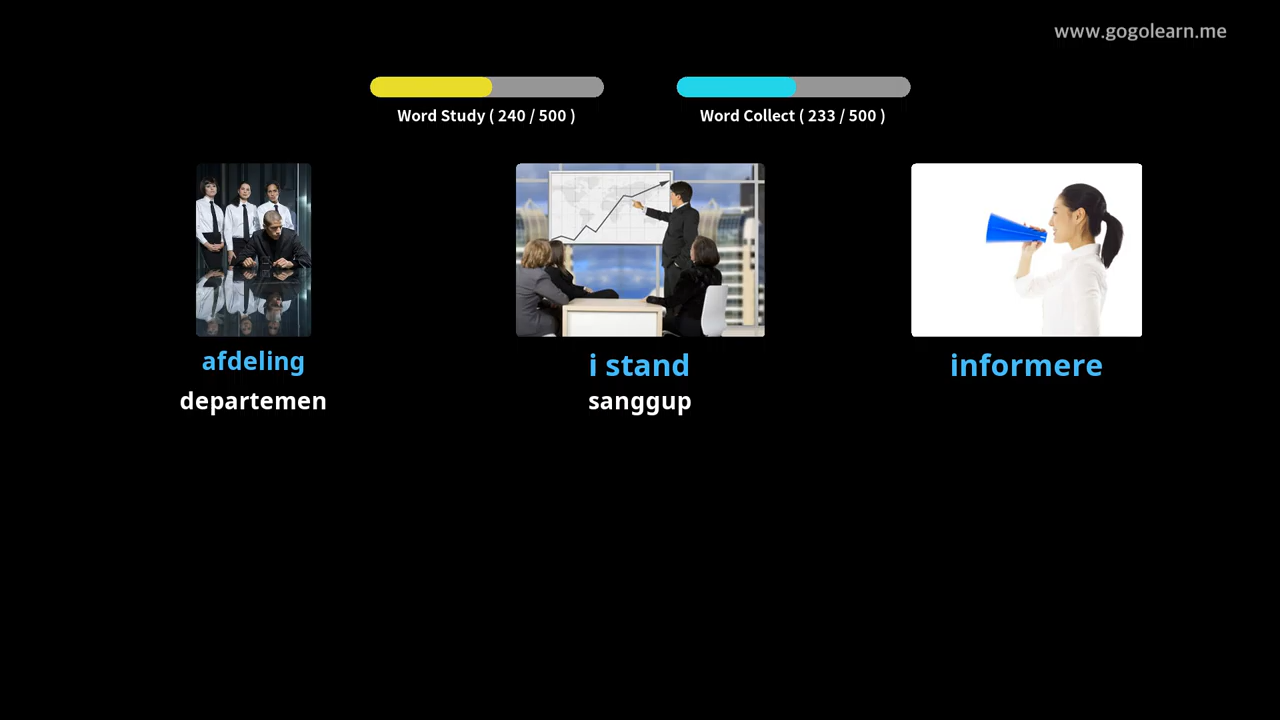 www.gogolearn.me
Word Study ( 240 / 500 )
Word Collect ( 233 / 500 )
afdeling
departemen
i stand
sanggup
informere